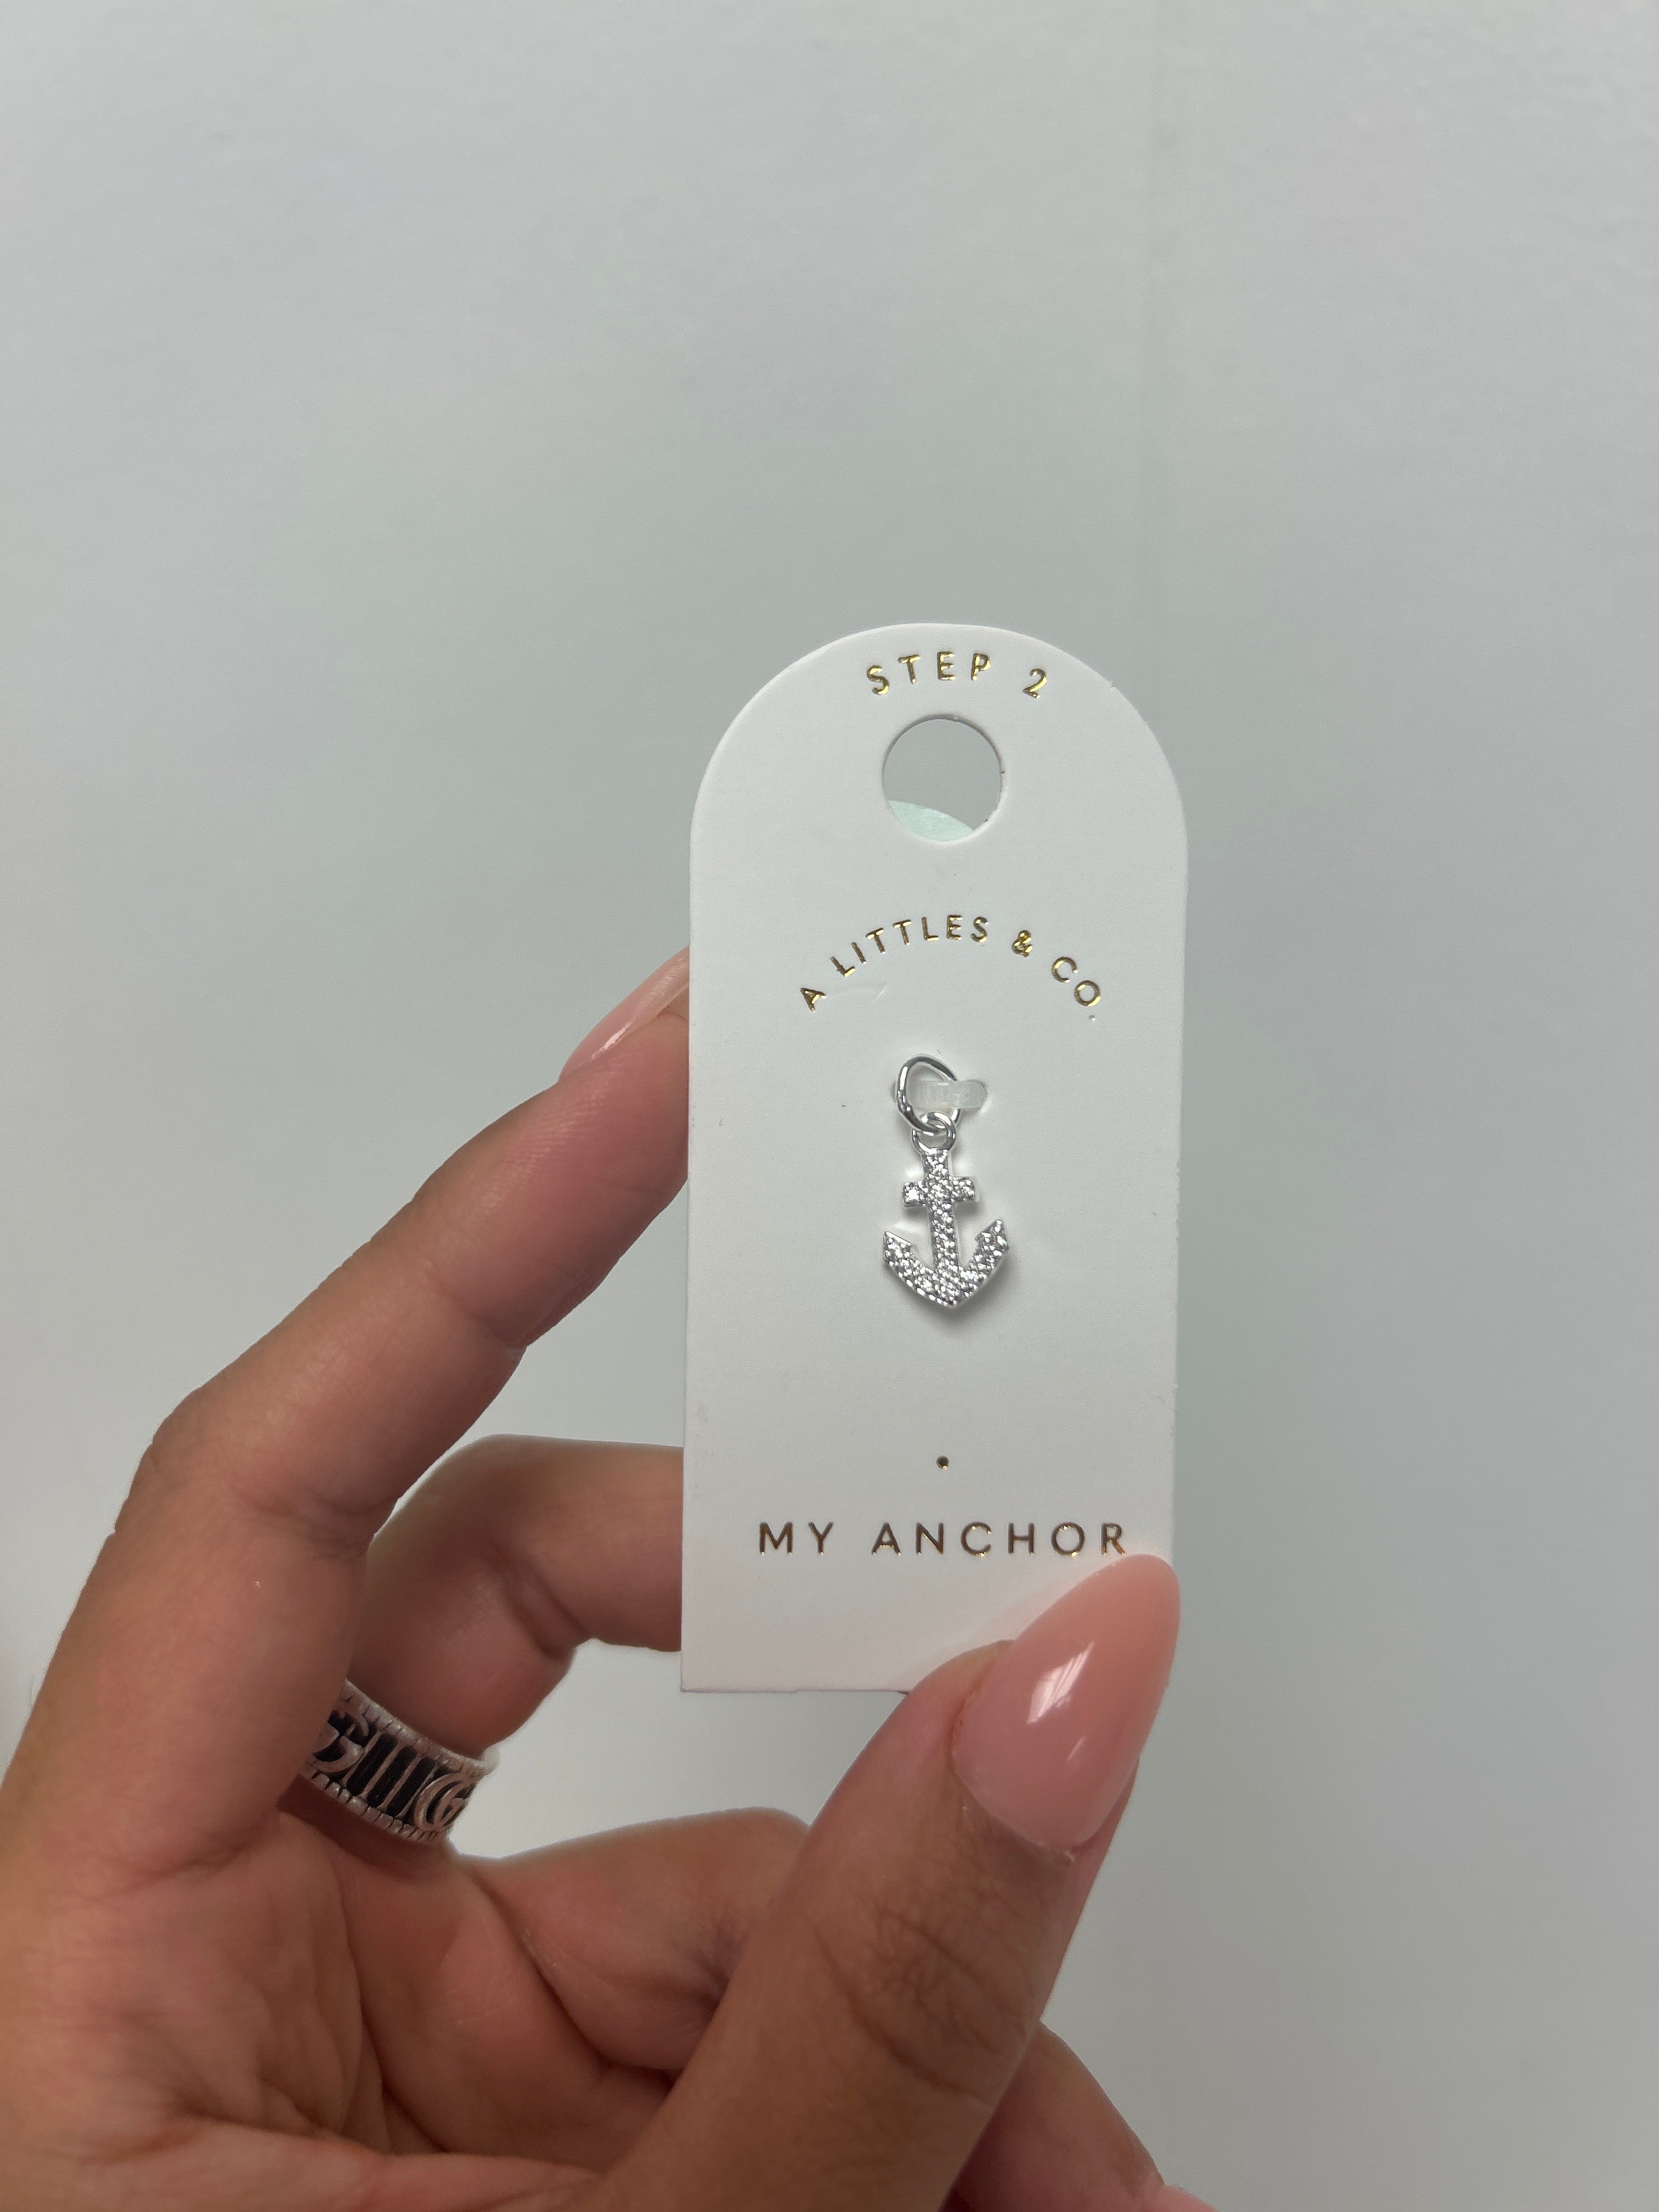 STEP 2
A LITTLES & CO.
MY ANCHOR